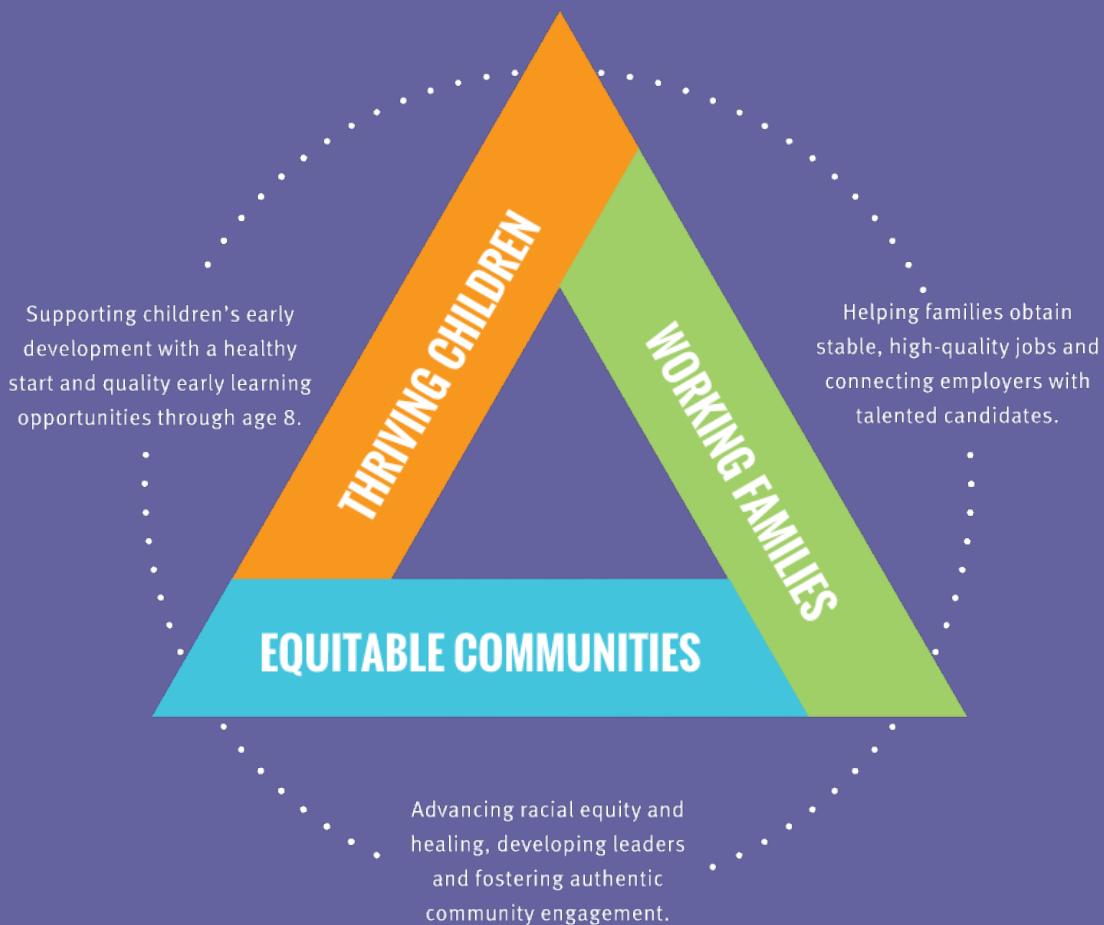 THRIVING CHILDREN
Supporting children’s early
development with a healthy
start and quality early learning
opportunities through age 8.
WORKING FAMILIES
Helping families obtain
stable, high-quality jobs and
connecting employers with
talented candidates.
EQUITABLE COMMUNITIES
Advancing racial equity and
healing, developing leaders
and fostering authentic
community engagement.